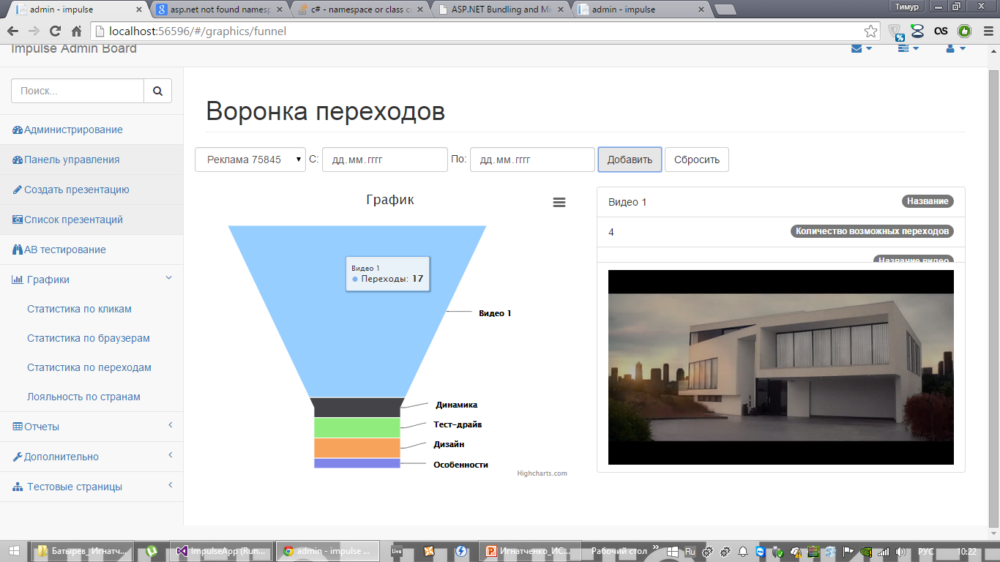 admin - impulse
asp.net not found namesp
c# - namespace or class c
ASP.NET Bundling and Mi
admin - impulse
Тимур
localhost:56596/#/graphics/funnel
Impulse Admin Board
Поиск...
Администрирование
Панель управления
Создать презентацию
Список презентаций
АВ тестирование
Графики
Статистика по кликам
Статистика по браузерам
Статистика по переходам
Лояльность по странам
Отчеты
Дополнительно
Тестовые страницы
Воронка переходов
Реклама 75845 С: дд.мм.гггг По: дд.мм.гггг Добавить Сбросить
График
Видео 1
Переходы: 17
Видео 1
Динамика
Тест-драйв
Дизайн
Особенности
Highcharts.com
Видео 1 Название
4 Количество возможных переходов
Название видео
Батырев_Игнатч...
ImpulseApp (Run...
admin - impulse ...
Live
Игнатченко_ИС...
Рабочий стол
Ru
РУС
10:22